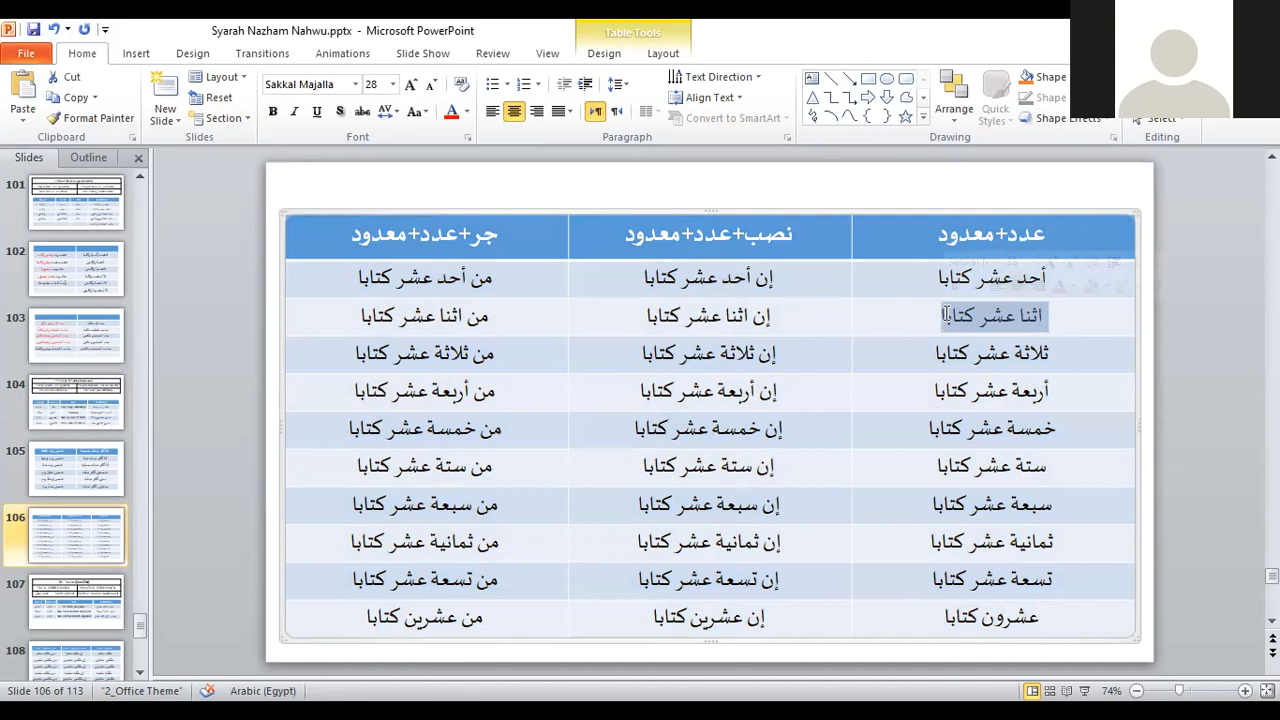 Syarah Nazham Nahwu.pptx - Microsoft PowerPoint
Table Tools
File Home Insert Design Transitions Animations Slide Show Review View Design Layout
Paste
Cut
Copy
Format Painter
Clipboard
New Slide
Layout
Reset
Section
Slides
Sakkal Majalla 28
Font
Text Direction
Align Text
Convert to SmartArt
Paragraph
Arrange
Quick Styles
Shape
Shape
Shape Effects
Drawing
Select
Editing
Slides Outline
101
102
103
104
105
106
107
108
عدد+معدود نصب+عدد+معدود جر+عدد+معدود
أحد عشر كتابا إن أحد عشر كتابا من أحد عشر كتابا
اثنا عشر كتابا إن اثنا عشر كتابا من اثنا عشر كتابا
ثلاثة عشر كتابا إن ثلاثة عشر كتابا من ثلاثة عشر كتابا
أربعة عشر كتابا إن أربعة عشر كتابا من أربعة عشر كتابا
خمسة عشر كتابا إن خمسة عشر كتابا من خمسة عشر كتابا
ستة عشر كتابا إن ستة عشر كتابا من ستة عشر كتابا
سبعة عشر كتابا إن سبعة عشر كتابا من سبعة عشر كتابا
ثمانية عشر كتابا إن ثمانية عشر كتابا من ثمانية عشر كتابا
تسعة عشر كتابا إن تسعة عشر كتابا من تسعة عشر كتابا
عشرون كتابا إن عشرين كتابا من عشرين كتابا
Slide 106 of 113 "2_Office Theme" Arabic (Egypt) 74%